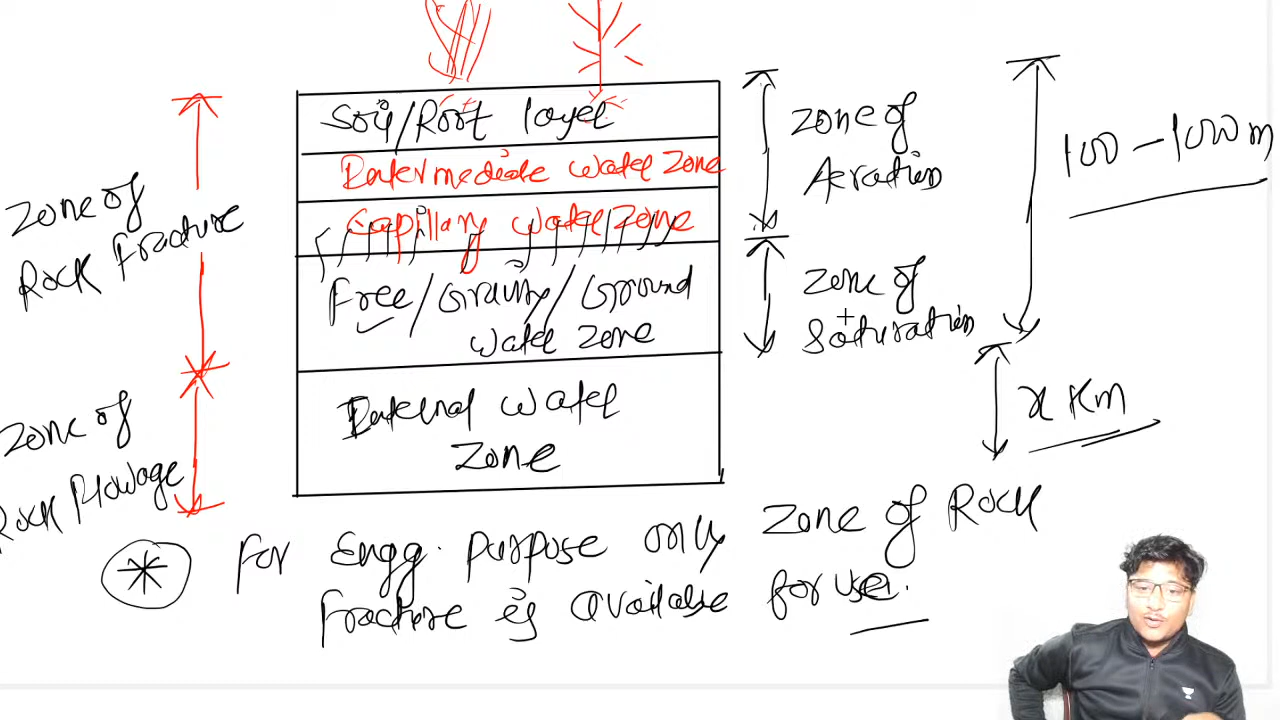 Soil/Root layer
Intermediate water zone
Capillary water zone
Free/Gravity/Ground
water zone
Internal water
zone
Zone of
Rock fracture
Zone of
Rock flowage
Zone of
Aeration
Zone of
Saturation
100 - 1000 m
x km
* For Engg. purpose only zone of Rock
fracture is available for use.